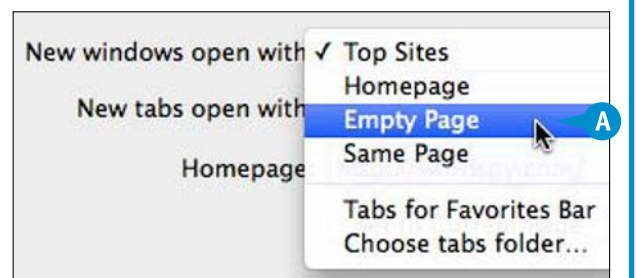 New windows open with ✓ Top Sites
Homepage
New tabs open with
Empty Page
A
Homepage:
Same Page
Tabs for Favorites Bar
Choose tabs folder...